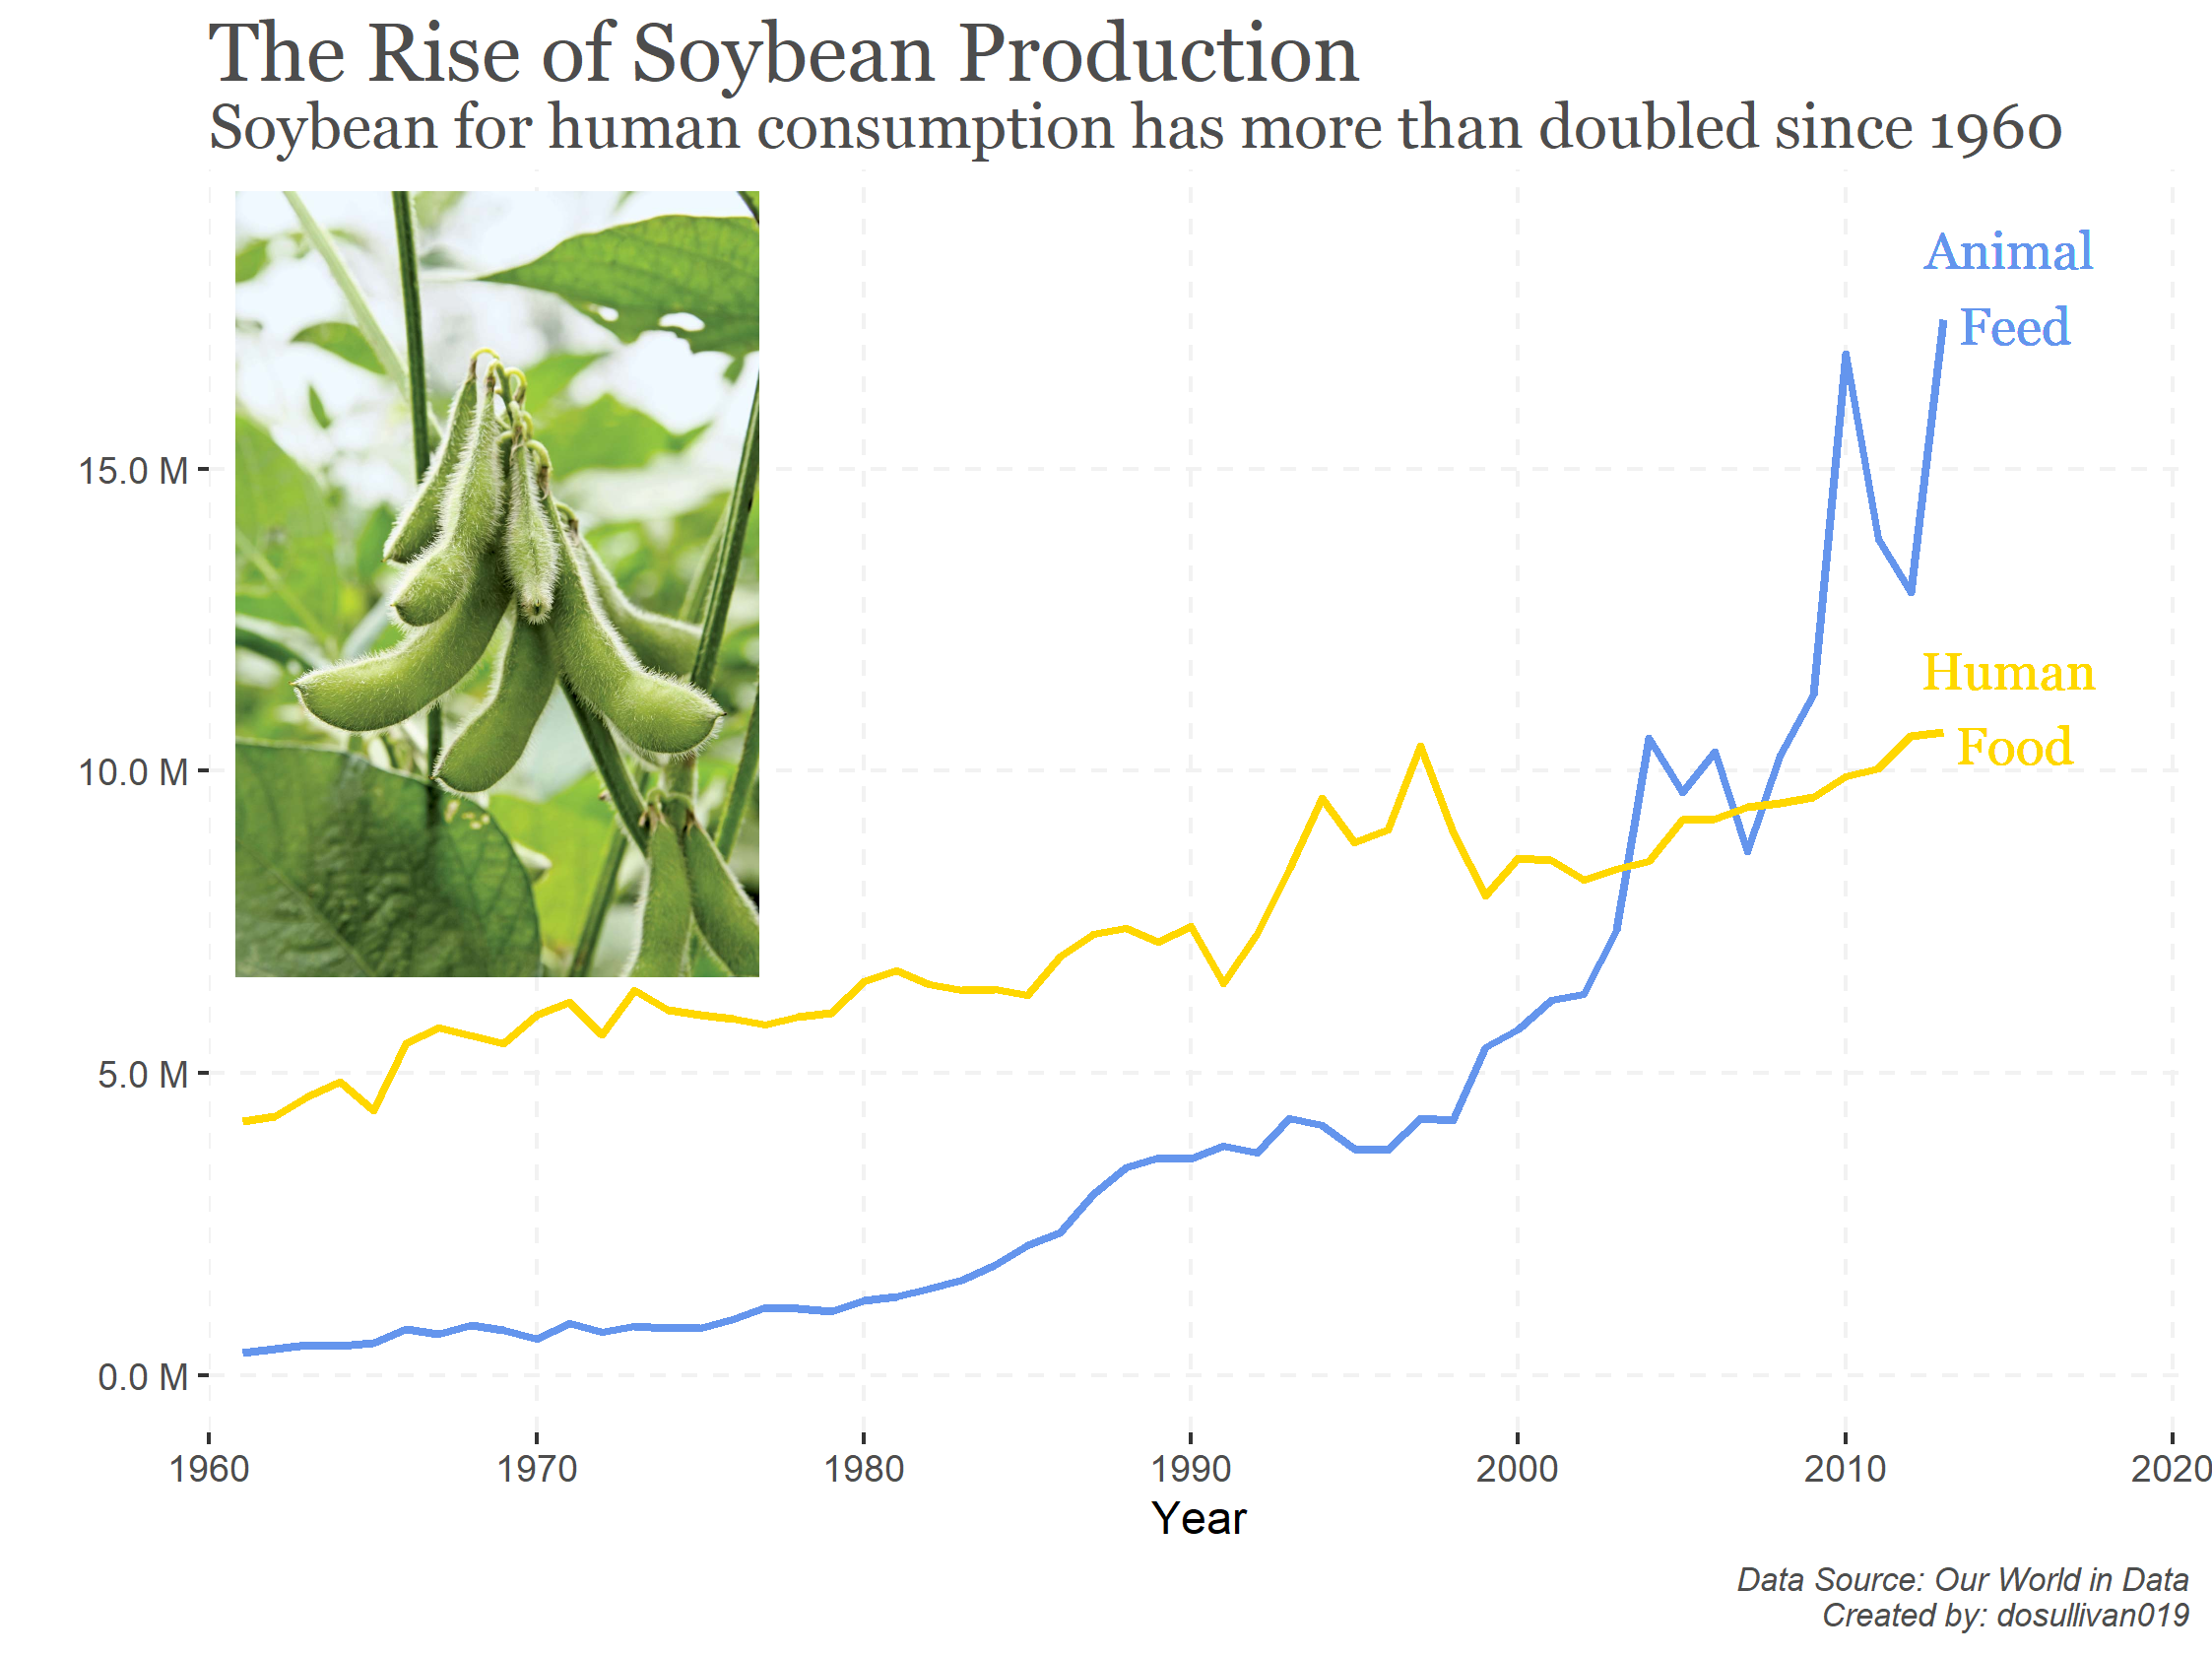 The Rise of Soybean Production
Soybean for human consumption has more than doubled since 1960
Animal
Feed
15.0 M
Human
Food
10.0 M
5.0 M
0.0 M
1960 1970 1980 1990 2000 2010 2020
Year
Data Source: Our World in Data
Created by: dosullivan019